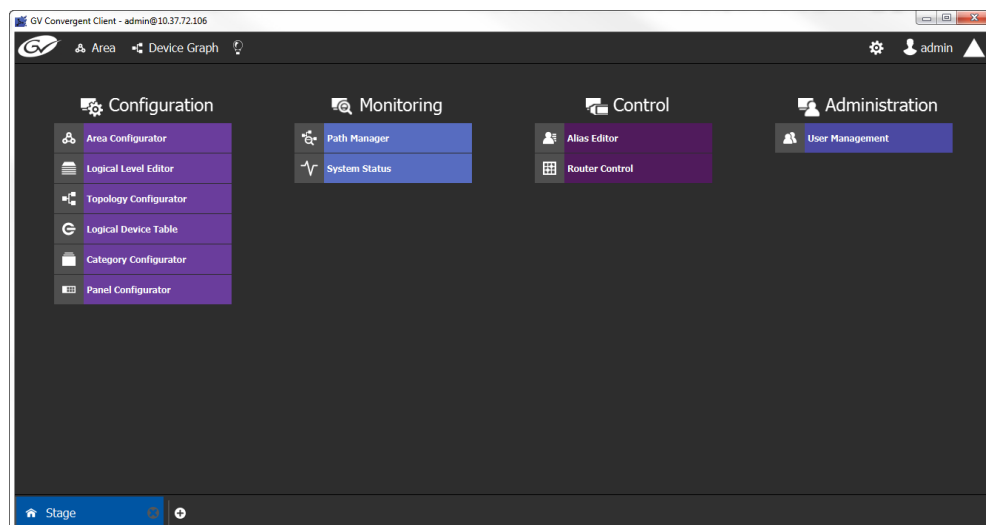 GV Convergent Client - admin@10.37.72.106
GV Area Device Graph admin
Configuration
Area Configurator
Logical Level Editor
Topology Configurator
Logical Device Table
Category Configurator
Panel Configurator
Monitoring
Path Manager
System Status
Control
Alias Editor
Router Control
Administration
User Management
Stage